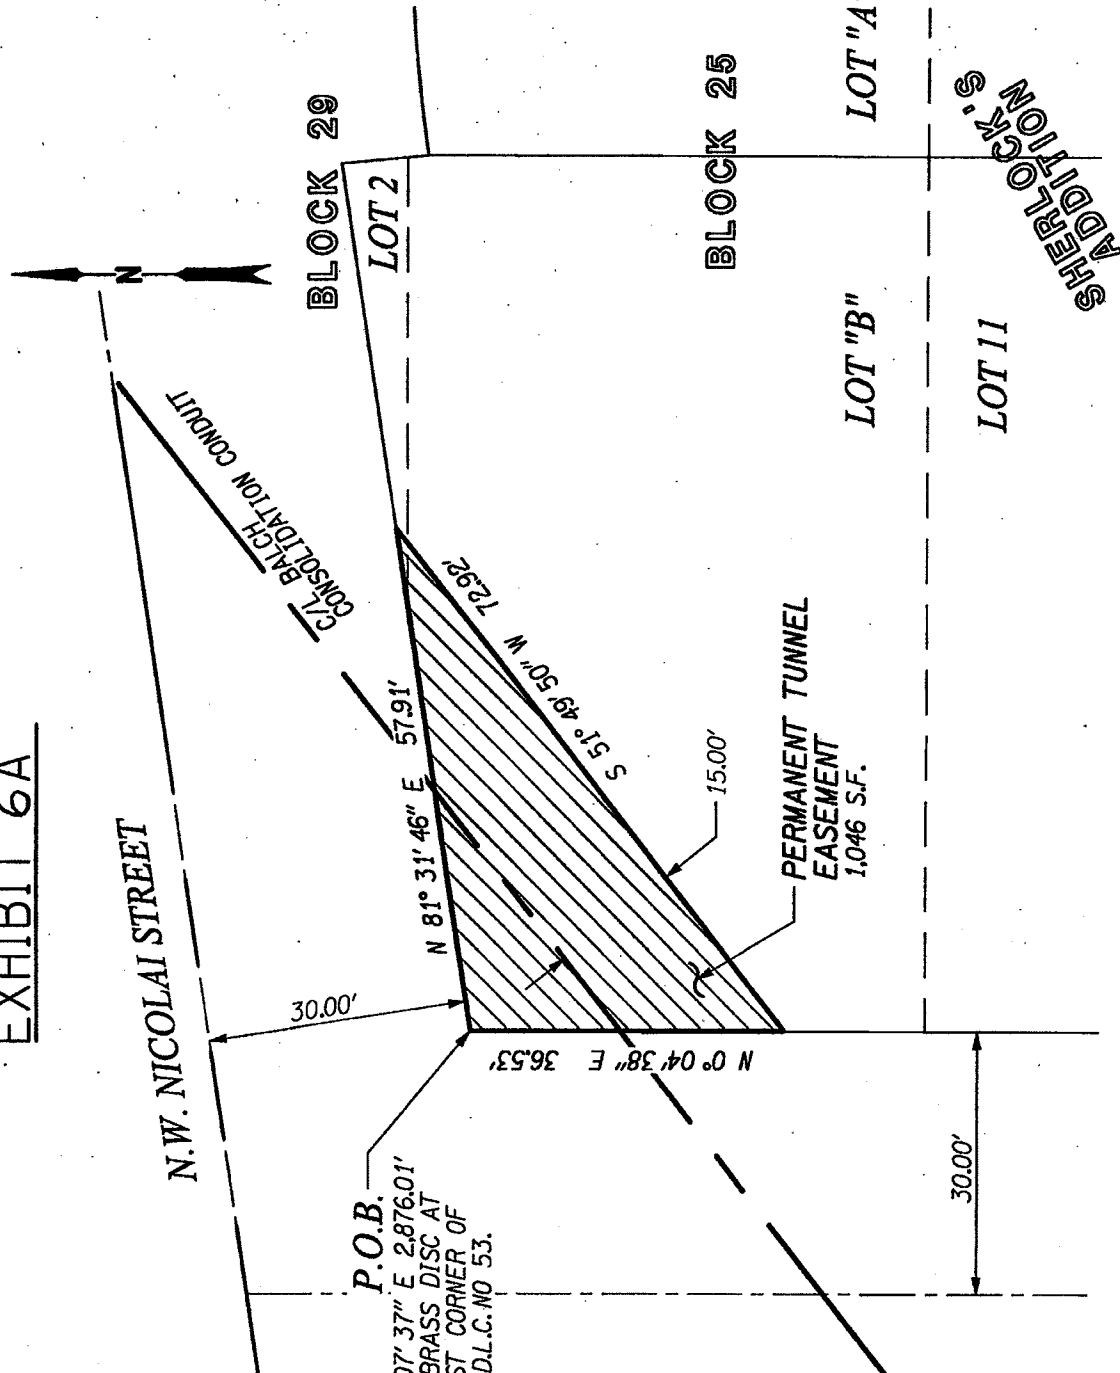 EXHIBIT 6A
N.W. NICOLAI STREET
30.00'
C/L BALCH
CONSOLIDATION CONDUIT
N
BLOCK 29
LOT 2
N 81° 31' 46" E 57.91'
S 51° 49' 50" W 72.92'
N 0° 04' 38" E 36.53'
15.00'
P.O.B.
07' 37" E 2,876.01'
BRASS DISC AT
ST CORNER OF
D.L.C. NO 53.
PERMANENT TUNNEL
EASEMENT
1,046 S.F.
BLOCK 25
LOT "A
LOT "B"
LOT 11
SHERLOCK'S
ADDITION
30.00'